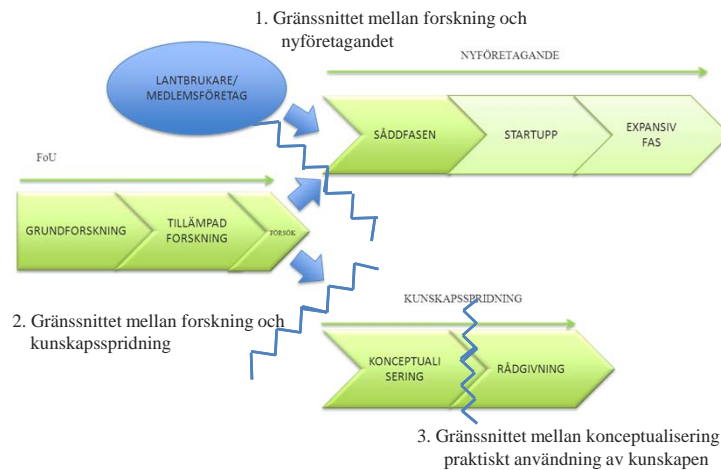 1. Gränssnittet mellan forskning och
nyföretagandet
NYFÖRETAGANDE
LANTBRUKARE/
MEDLEMSFÖRETAG
SÅDDFASEN
STARTUPP
EXPANSIV
FAS
FoU
GRUNDFORSKNING
TILLÄMPAD
FORSKNING
FÖRSÖK
2. Gränssnittet mellan forskning och
kunskapsspridning
KUNSKAPSSPRIDNING
KONCEPTUALI
SERING
RÅDGIVNING
3. Gränssnittet mellan konceptualisering
praktiskt användning av kunskapen